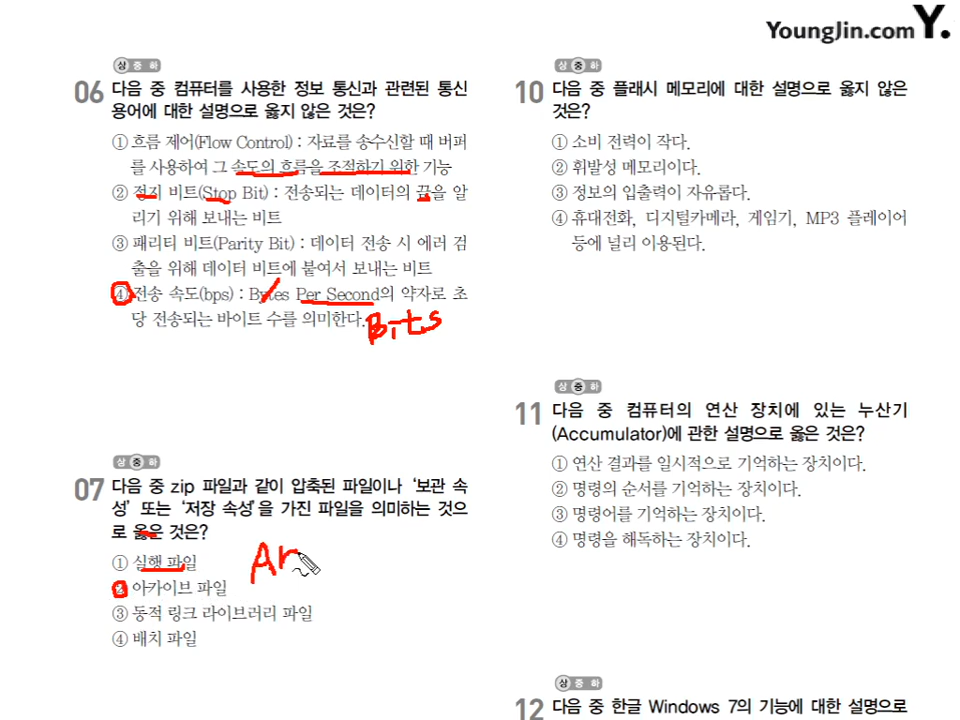 YoungJin.com Y.
상 중 하
06 다음 중 컴퓨터를 사용한 정보 통신과 관련된 통신
용어에 대한 설명으로 옳지 않은 것은?
① 흐름 제어(Flow Control) : 자료를 송수신할 때 버퍼
를 사용하여 그 속도의 흐름을 조절하기 위한 기능
② 정지 비트(Stop Bit) : 전송되는 데이터의 끝을 알
리기 위해 보내는 비트
③ 패리티 비트(Parity Bit) : 데이터 전송 시 에러 검
출을 위해 데이터 비트에 붙여서 보내는 비트
④ 전송 속도(bps) : Bytes Per Second의 약자로 초
당 전송되는 바이트 수를 의미한다.
Bits
상 중 하
07 다음 중 zip 파일과 같이 압축된 파일이나 ‘보관 속
성’ 또는 ‘저장 속성’을 가진 파일을 의미하는 것으
로 옳은 것은?
① 실행 파일
② 아카이브 파일
③ 동적 링크 라이브러리 파일
④ 배치 파일
Ar
상 중 하
10 다음 중 플래시 메모리에 대한 설명으로 옳지 않은
것은?
① 소비 전력이 작다.
② 휘발성 메모리이다.
③ 정보의 입출력이 자유롭다.
④ 휴대전화, 디지털카메라, 게임기, MP3 플레이어
등에 널리 이용된다.
상 중 하
11 다음 중 컴퓨터의 연산 장치에 있는 누산기
(Accumulator)에 관한 설명으로 옳은 것은?
① 연산 결과를 일시적으로 기억하는 장치이다.
② 명령의 순서를 기억하는 장치이다.
③ 명령어를 기억하는 장치이다.
④ 명령을 해독하는 장치이다.
상 중 하
12 다음 중 한글 Windows 7의 기능에 대한 설명으로